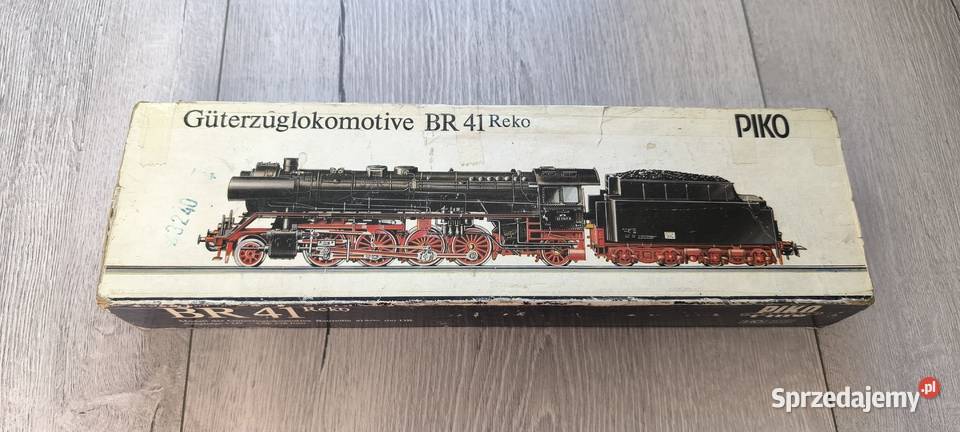 Güterzuglokomotive BR 41 Reko
PIKO
3240
BR 41 Reko
PIKO
Sprzedajemy.pl